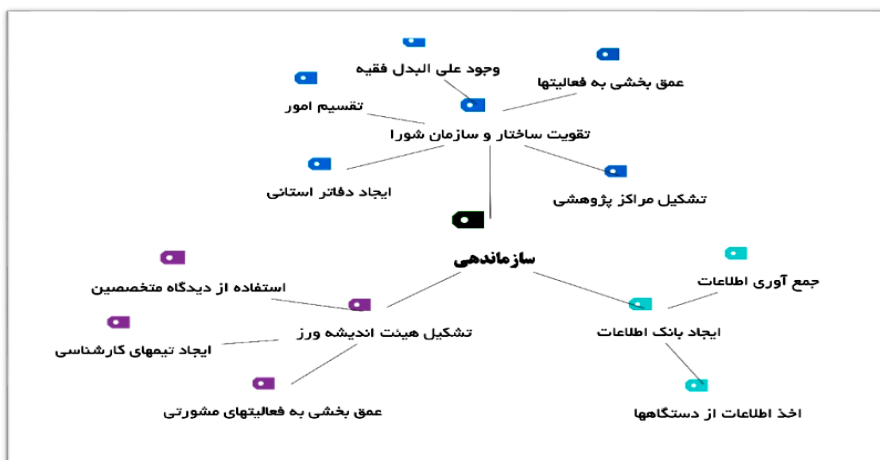 وجود علی البدل فقیه
عمق بخشی به فعالیتها
تقسیم امور
تقویت ساختار و سازمان شورا
ایجاد دفاتر استانی
تشکیل مراکز پژوهشی
سازماندهی
جمع آوری اطلاعات
استفاده از دیدگاه متخصصین
ایجاد بانک اطلاعات
تشکیل هیئت اندیشه ورز
ایجاد تیمهای کارشناسی
اخذ اطلاعات از دستگاهها
عمق بخشی به فعالیتهای مشورتی